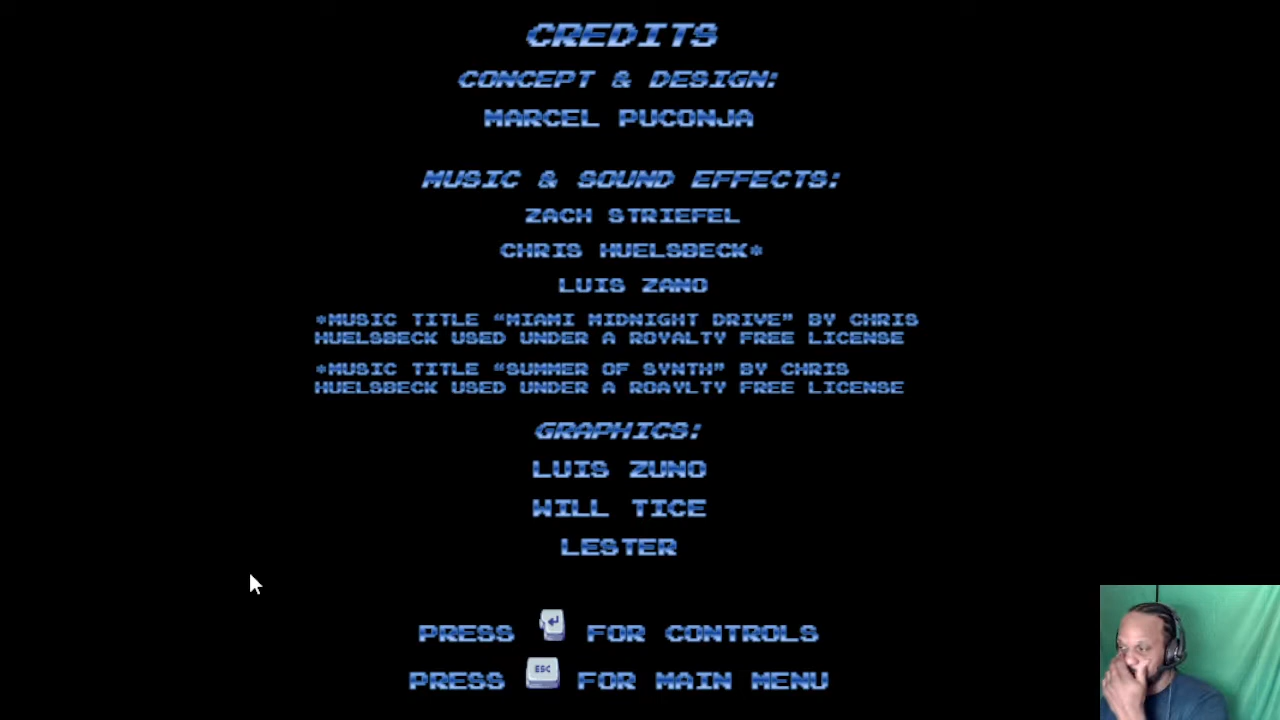 CREDITS
CONCEPT & DESIGN:
MARCEL PUCONJA
MUSIC & SOUND EFFECTS:
ZACH STRIEFEL
CHRIS HUELSBECK*
LUIS ZANO
*MUSIC TITLE “MIAMI MIDNIGHT DRIVE” BY CHRIS
HUELSBECK USED UNDER A ROYALTY FREE LICENSE
*MUSIC TITLE “SUMMER OF SYNTH” BY CHRIS
HUELSBECK USED UNDER A ROAYLTY FREE LICENSE
GRAPHICS:
LUIS ZUNO
WILL TICE
LESTER
PRESS FOR CONTROLS
PRESS ESC FOR MAIN MENU